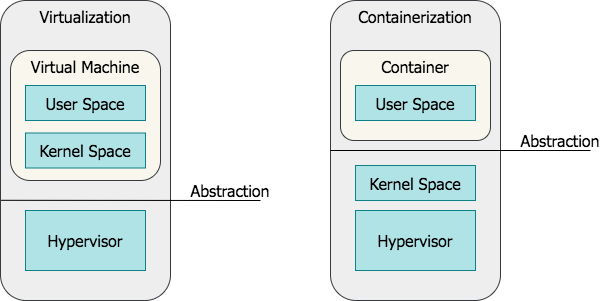 Virtualization
Virtual Machine
User Space
Kernel Space
Abstraction
Hypervisor
Containerization
Container
User Space
Abstraction
Kernel Space
Hypervisor